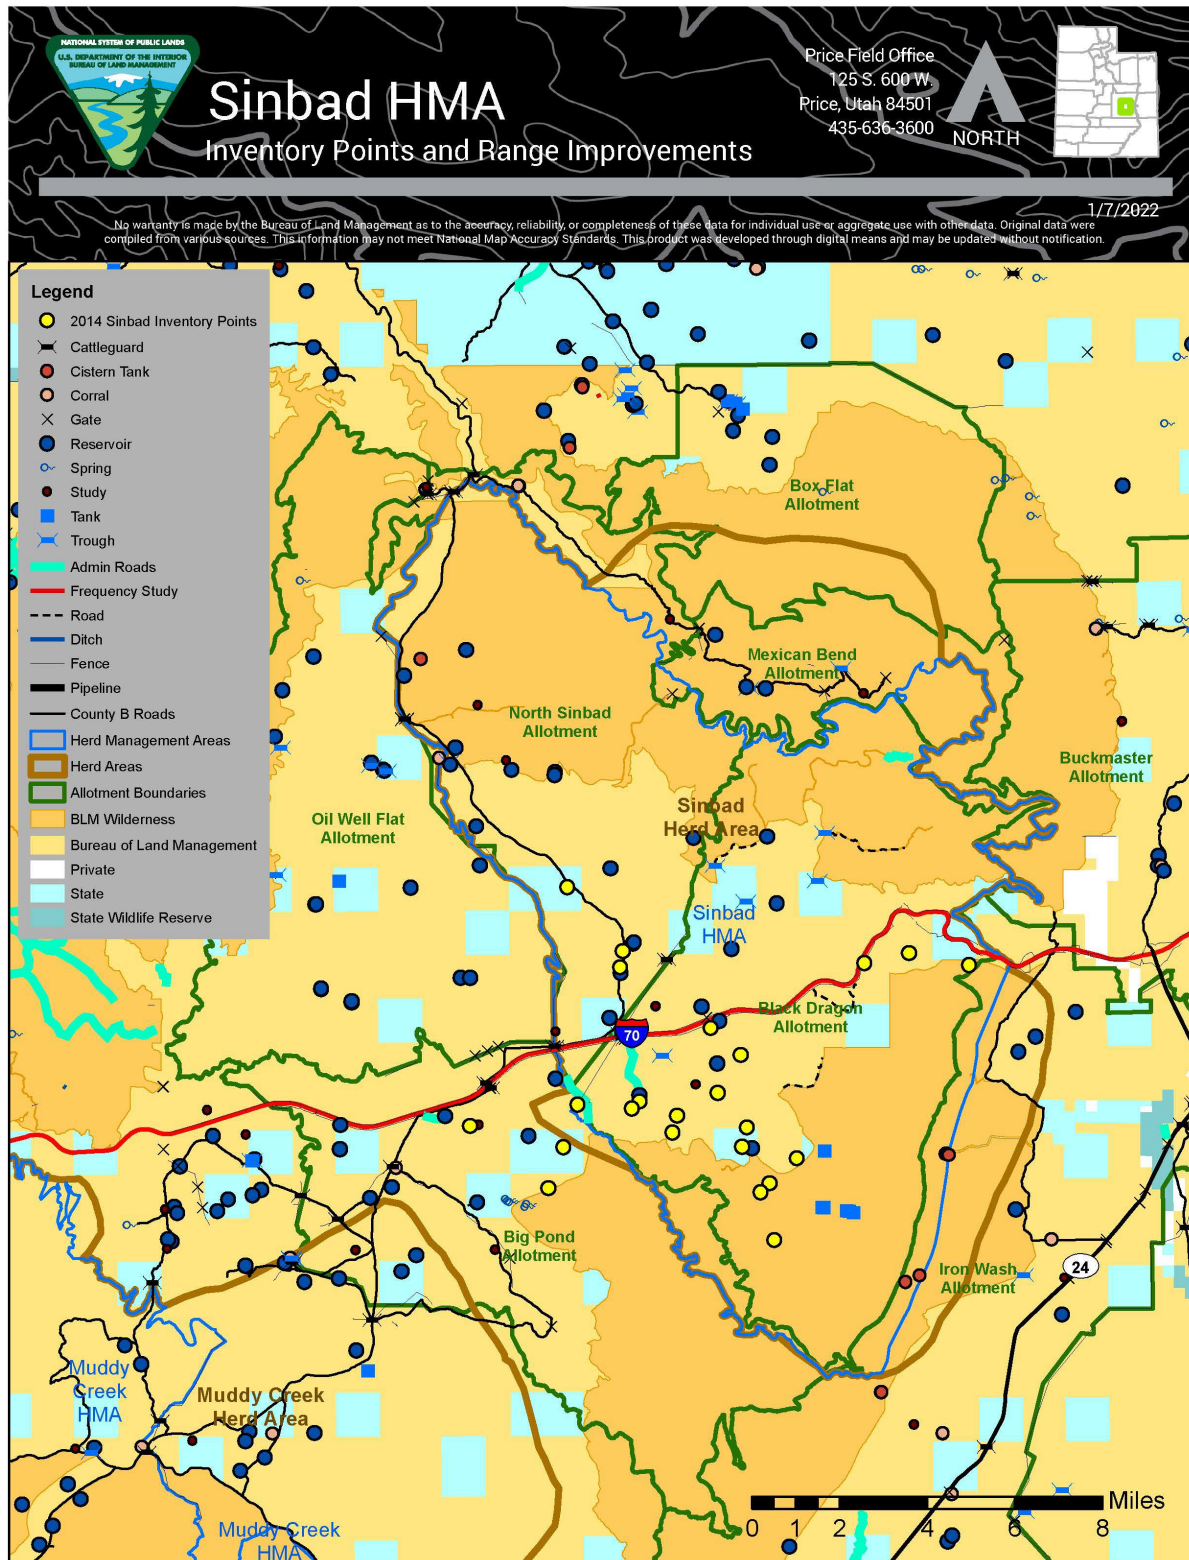 NATIONAL SYSTEM OF PUBLIC LANDS
U.S. DEPARTMENT OF THE INTERIOR
BUREAU OF LAND MANAGEMENT
Sinbad HMA
Inventory Points and Range Improvements
Price Field Office
125 S. 600 W.
Price, Utah 84501
435-636-3600
NORTH
1/7/2022
No warranty is made by the Bureau of Land Management as to the accuracy, reliability, or completeness of these data for individual use or aggregate use with other data. Original data were
compiled from various sources. This information may not meet National Map Accuracy Standards. This product was developed through digital means and may be updated without notification.
Legend
2014 Sinbad Inventory Points
Cattleguard
Cistern Tank
Corral
Gate
Reservoir
Spring
Study
Tank
Trough
Admin Roads
Frequency Study
Road
Ditch
Fence
Pipeline
County B Roads
Herd Management Areas
Herd Areas
Allotment Boundaries
BLM Wilderness
Bureau of Land Management
Private
State
State Wildlife Reserve
Box Flat
Allotment
Mexican Bend
Allotment
North Sinbad
Allotment
Buckmaster
Allotment
Sinbad
Herd Area
Oil Well Flat
Allotment
Sinbad
HMA
Black Dragon
Allotment
70
Big Pond
Allotment
Iron Wash
Allotment
24
Muddy
Creek
HMA
Muddy Creek
Herd Area
Muddy Creek
HMA
Miles
0 1 2 4 6 8